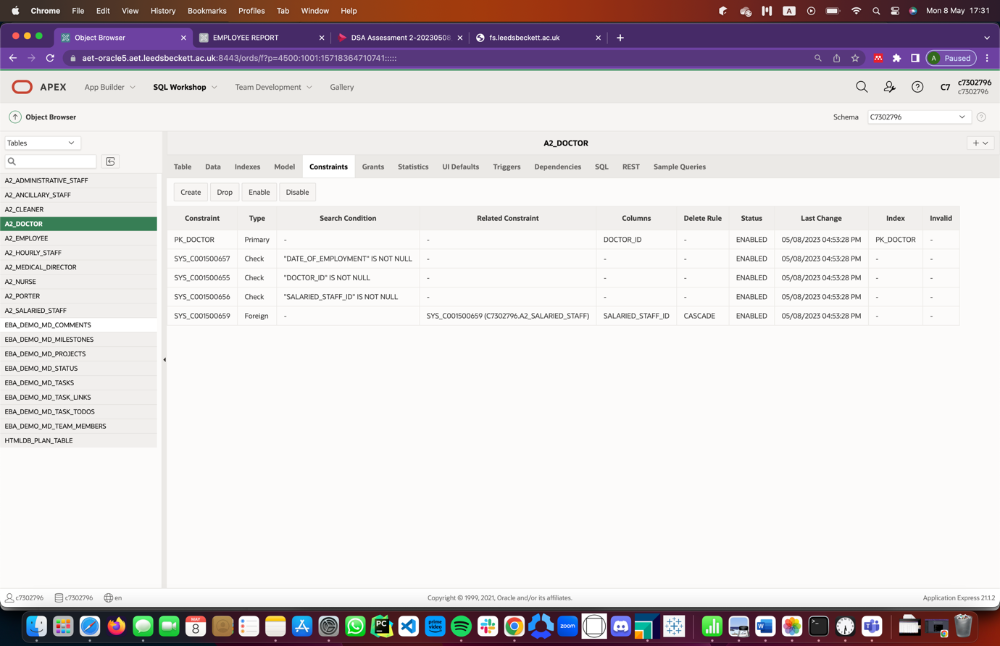 Chrome File Edit View History Bookmarks Profiles Tab Window Help A Mon 8 May 17:31
Object Browser EMPLOYEE REPORT DSA Assessment 2-20230508 fs.leedsbeckett.ac.uk
aet-oracle5.aet.leedsbeckett.ac.uk:8443/ords/f?p=4500:1001:15718364710741::::: A Paused
APEX App Builder SQL Workshop Team Development Gallery C7 c7302796
c7302796
Object Browser Schema C7302796
Tables
A2_DOCTOR
Table Data Indexes Model Constraints Grants Statistics UI Defaults Triggers Dependencies SQL REST Sample Queries
Create Drop Enable Disable
Constraint Type Search Condition Related Constraint Columns Delete Rule Status Last Change Index Invalid
PK_DOCTOR Primary - - DOCTOR_ID - ENABLED 05/08/2023 04:53:28 PM PK_DOCTOR -
SYS_C001500657 Check "DATE_OF_EMPLOYMENT" IS NOT NULL - - - ENABLED 05/08/2023 04:53:28 PM - -
SYS_C001500655 Check "DOCTOR_ID" IS NOT NULL - - - ENABLED 05/08/2023 04:53:28 PM - -
SYS_C001500656 Check "SALARIED_STAFF_ID" IS NOT NULL - - - ENABLED 05/08/2023 04:53:28 PM - -
SYS_C001500659 Foreign - SYS_C001500659 (C7302796.A2_SALARIED_STAFF) SALARIED_STAFF_ID CASCADE ENABLED 05/08/2023 04:53:28 PM - -
A2_ADMINISTRATIVE_STAFF
A2_ANCILLARY_STAFF
A2_CLEANER
A2_DOCTOR
A2_EMPLOYEE
A2_HOURLY_STAFF
A2_MEDICAL_DIRECTOR
A2_NURSE
A2_PORTER
A2_SALARIED_STAFF
EBA_DEMO_MD_COMMENTS
EBA_DEMO_MD_MILESTONES
EBA_DEMO_MD_PROJECTS
EBA_DEMO_MD_STATUS
EBA_DEMO_MD_TASKS
EBA_DEMO_MD_TASK_LINKS
EBA_DEMO_MD_TASK_TODOS
EBA_DEMO_MD_TEAM_MEMBERS
HTMLDB_PLAN_TABLE
c7302796 c7302796 en Copyright © 1999, 2021, Oracle and/or its affiliates. Application Express 21.1.2
MAY
8
PC
prime
video
zoom
W